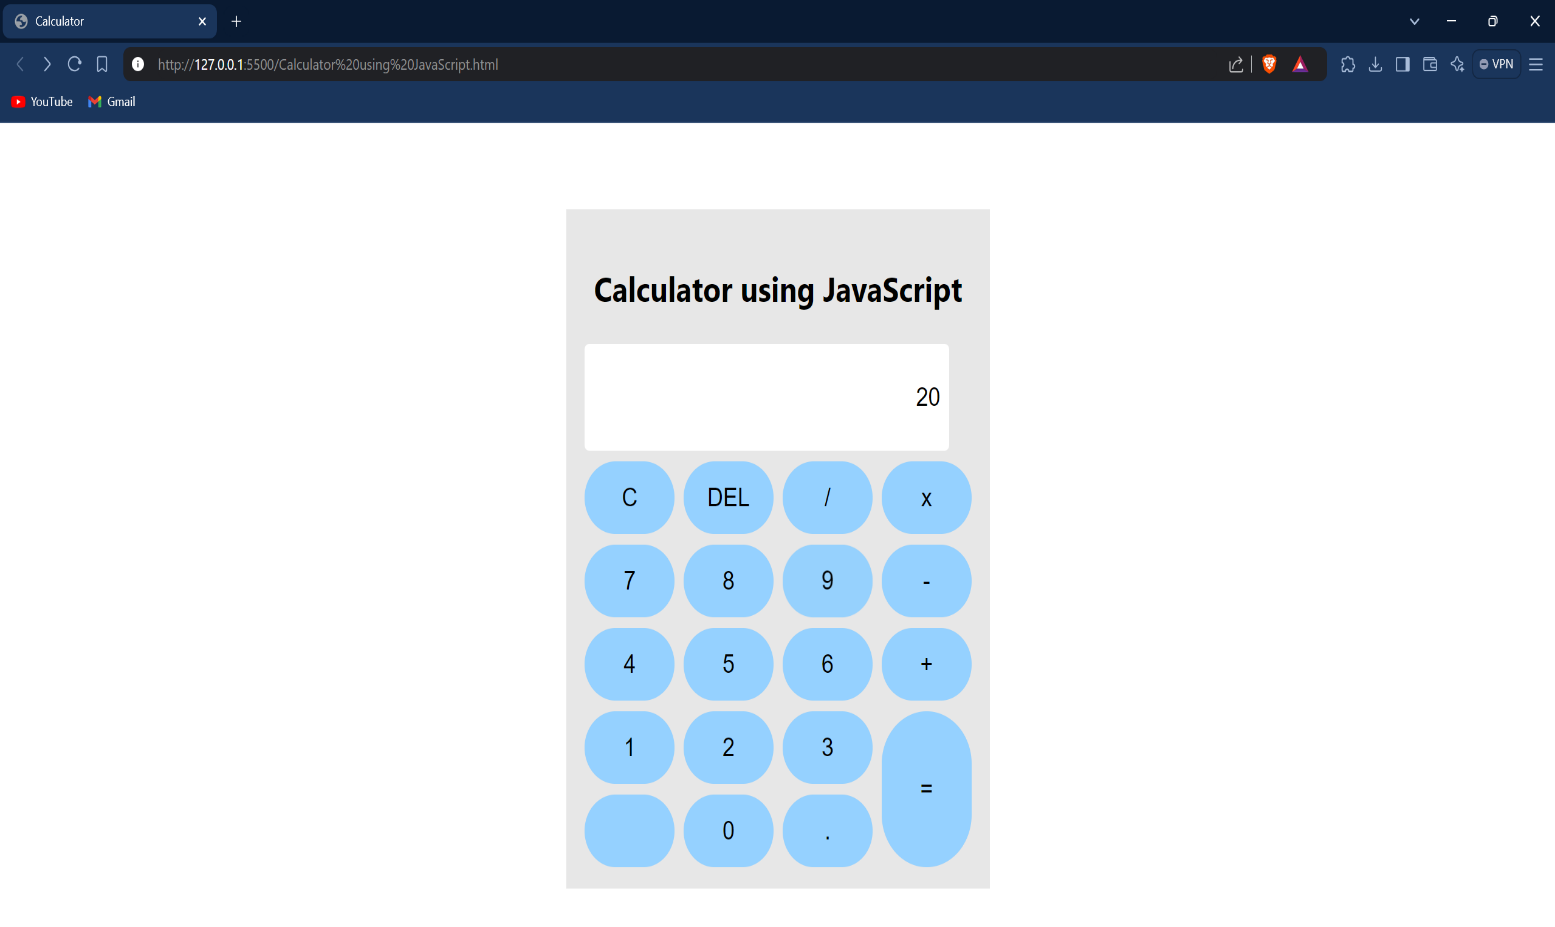 Calculator
http://127.0.0.1:5500/Calculator%20using%20JavaScript.html
VPN
YouTube Gmail
Calculator using JavaScript
20
C DEL / x
7 8 9 -
4 5 6 +
1 2 3
=
0 .